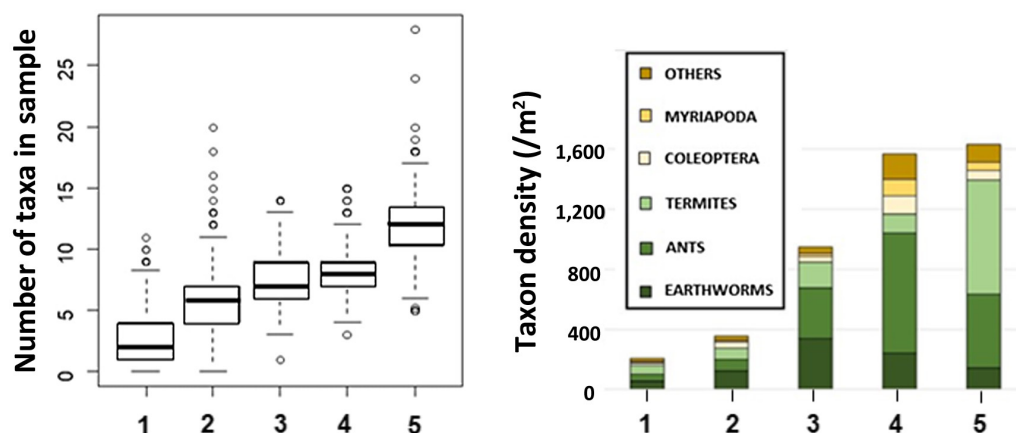 Number of taxa in sample
25
20
15
10
5
0
1 2 3 4 5
Taxon density (/m²)
1,600
1,200
800
400
0
OTHERS
MYRIAPODA
COLEOPTERA
TERMITES
ANTS
EARTHWORMS
1 2 3 4 5